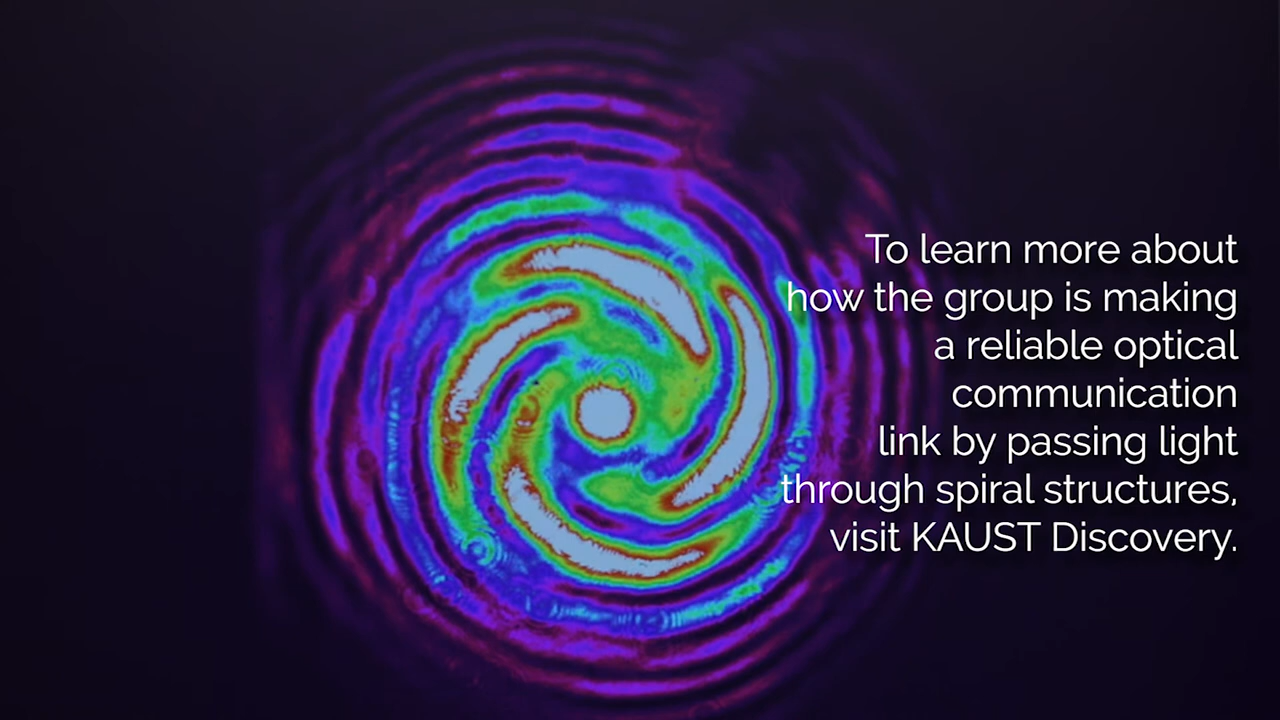 To learn more about
how the group is making
a reliable optical
communication
link by passing light
through spiral structures,
visit KAUST Discovery.